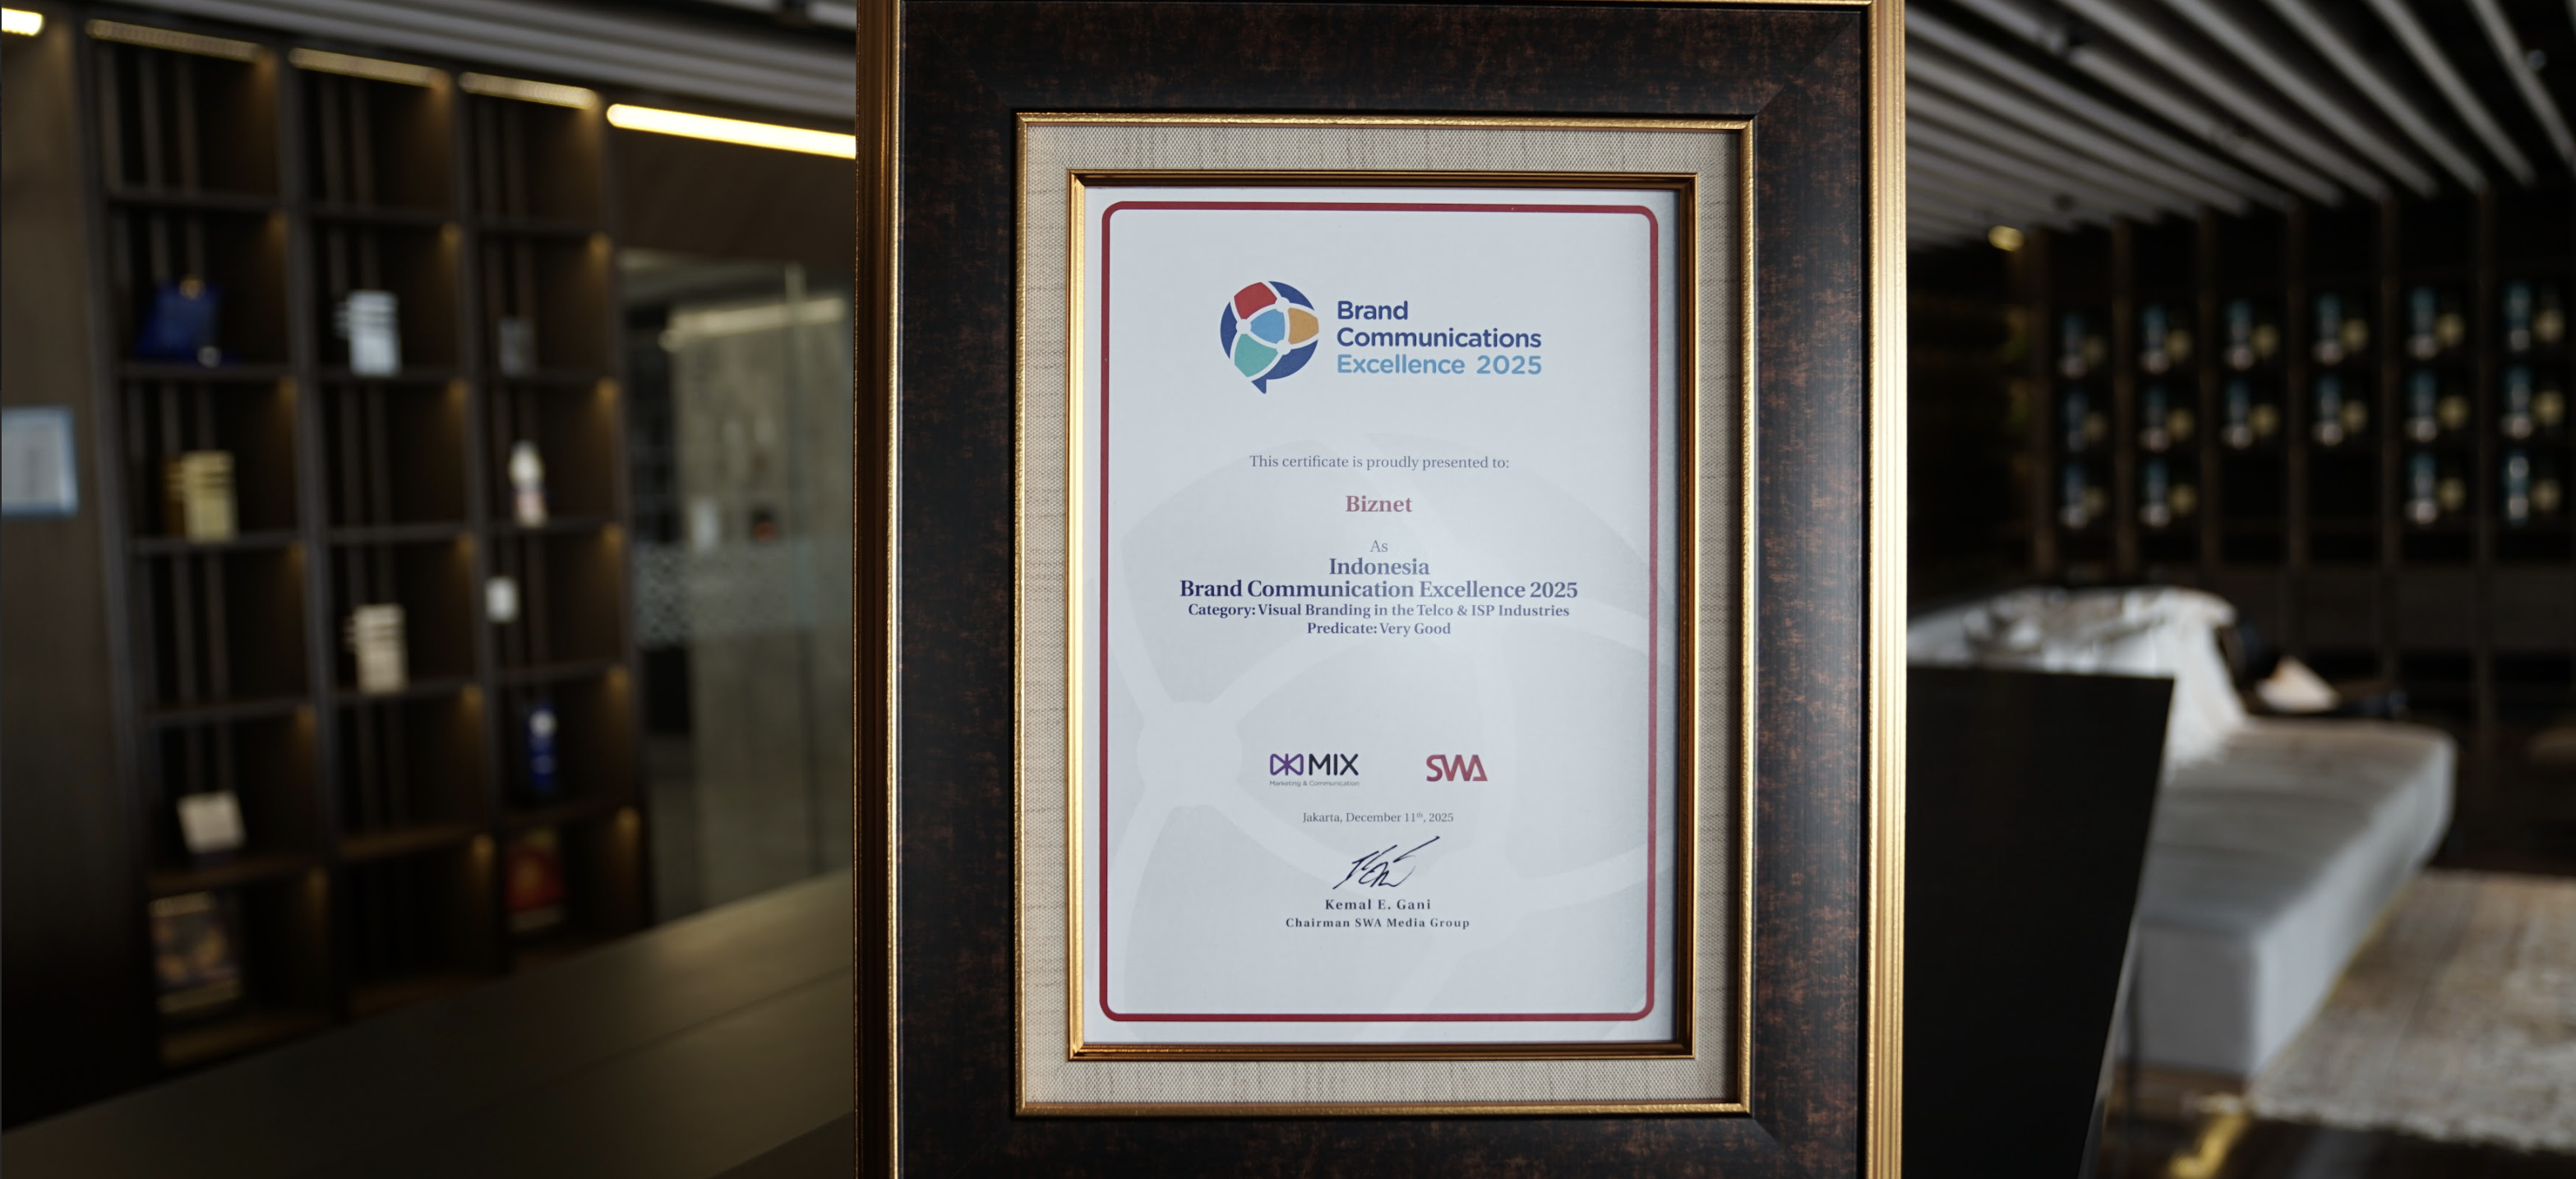 Brand
Communications
Excellence 2025
This certificate is proudly presented to:
Biznet
As
Indonesia
Brand Communication Excellence 2025
Category: Visual Branding in the Telco & ISP Industries
Predicate: Very Good
MIX
Marketing & Communication
SWA
Jakarta, December 11th, 2025
Kemal E. Gani
Chairman SWA Media Group